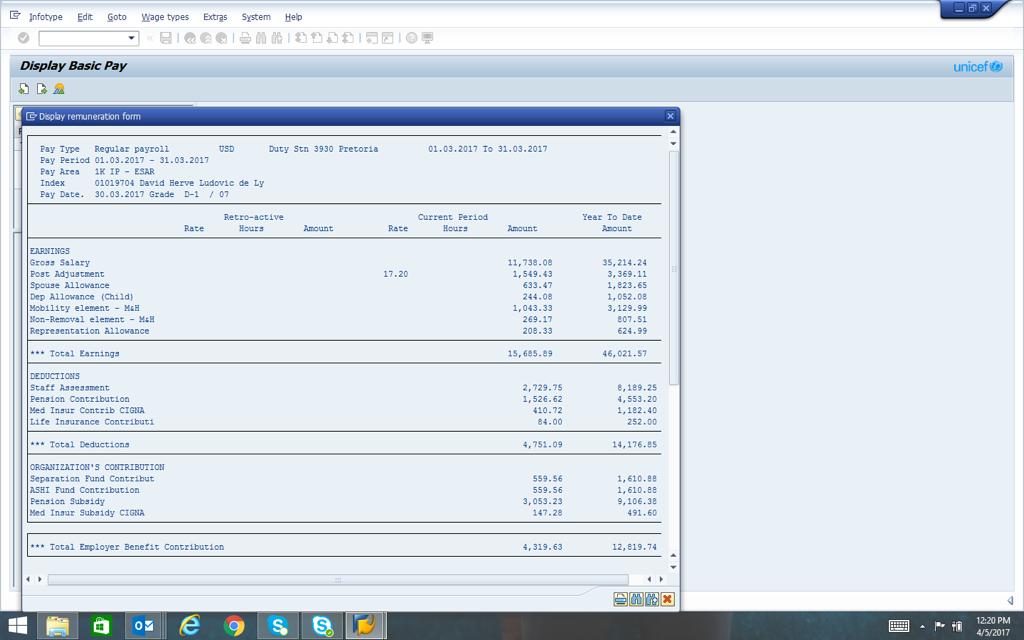 Infotype Edit Goto Wage types Extras System Help
Display Basic Pay
unicef
Display remuneration form
Pay Type Regular payroll USD Duty Stn 3930 Pretoria 01.03.2017 To 31.03.2017
Pay Period 01.03.2017 - 31.03.2017
Pay Area 1K IP - ESAR
Index 01019704 David Herve Ludovic de Ly
Pay Date. 30.03.2017 Grade D-1 / 07
Retro-active Current Period Year To Date
Rate Hours Amount Rate Hours Amount Amount
EARNINGS
Gross Salary 11,738.08 35,214.24
Post Adjustment 17.20 1,549.43 3,369.11
Spouse Allowance 633.47 1,823.65
Dep Allowance (Child) 244.08 1,052.08
Mobility element - M&H 1,043.33 3,129.99
Non-Removal element - M&H 269.17 807.51
Representation Allowance 208.33 624.99
*** Total Earnings 15,685.89 46,021.57
DEDUCTIONS
Staff Assessment 2,729.75 8,189.25
Pension Contribution 1,526.62 4,553.20
Med Insur Contrib CIGNA 410.72 1,182.40
Life Insurance Contributi 84.00 252.00
*** Total Deductions 4,751.09 14,176.85
ORGANIZATION'S CONTRIBUTION
Separation Fund Contribut 559.56 1,610.88
ASHI Fund Contribution 559.56 1,610.88
Pension Subsidy 3,053.23 9,106.38
Med Insur Subsidy CIGNA 147.28 491.60
*** Total Employer Benefit Contribution 4,319.63 12,819.74
12:20 PM
4/5/2017